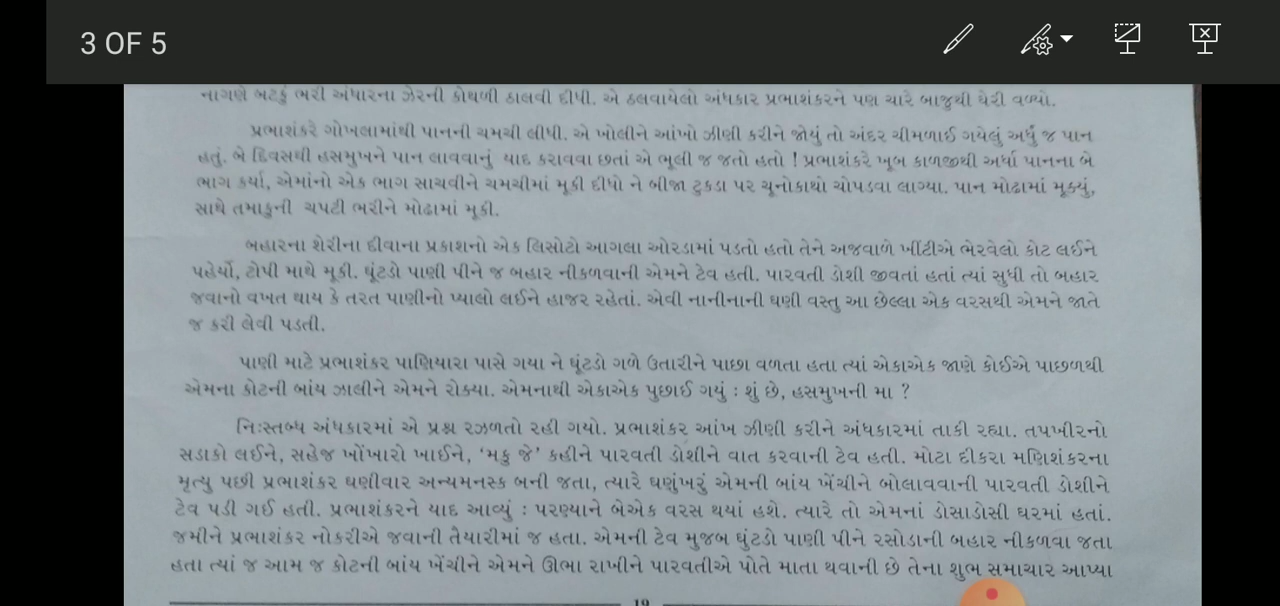 3 OF 5
નાગણે બટકું ભરી અંધારના ઝેરની કોથળી ઠાલવી દીધી. એ ઠલવાયેલો અંધકાર પ્રભાશંકરને પણ ચારે બાજુથી ઘેરી વળ્યો.
પ્રભાશંકરે ગોખલામાંથી પાનની ચમચી લીધી. એ ખોલીને આંખો ઝીણી કરીને જોયું તો અંદર ચીમળાઈ ગયેલું અર્ધું જ પાન
હતું. બે દિવસથી હસમુખને પાન લાવવાનું યાદ કરાવવા છતાં એ ભૂલી જ જતો હતો ! પ્રભાશંકરે ખૂબ કાળજીથી અર્ધા પાનના બે
ભાગ કર્યા, એમાંનો એક ભાગ સાચવીને ચમચીમાં મૂકી દીધો ને બીજા ટુકડા પર ચૂનોકાથો ચોપડવા લાગ્યા. પાન મોઢામાં મૂક્યું,
સાથે તમાકુની ચપટી ભરીને મોઢામાં મૂકી.
બહારના શેરીના દીવાના પ્રકાશનો એક લિસોટો આગલા ઓરડામાં પડતો હતો તેને અજવાળે ખીંટીએ ભેરવેલો કોટ લઈને
પહેર્યો, ટોપી માથે મૂકી. ઘૂંટડો પાણી પીને જ બહાર નીકળવાની એમને ટેવ હતી. પારવતી ડોશી જીવતાં હતાં ત્યાં સુધી તો બહાર
જવાનો વખત થાય કે તરત પાણીનો પ્યાલો લઈને હાજર રહેતાં. એવી નાનીનાની ઘણી વસ્તુ આ છેલ્લા એક વરસથી એમને જાતે
જ કરી લેવી પડતી.
પાણી માટે પ્રભાશંકર પાણિયારા પાસે ગયા ને ઘૂંટડો ગળે ઉતારીને પાછા વળતા હતા ત્યાં એકાએક જાણે કોઈએ પાછળથી
એમના કોટની બાંય ઝાલીને એમને રોક્યા. એમનાથી એકાએક પુછાઈ ગયું : શું છે, હસમુખની મા ?
નિઃસ્તબ્ધ અંધકારમાં એ પ્રશ્ન રઝળતો રહી ગયો. પ્રભાશંકર આંખ ઝીણી કરીને અંધકારમાં તાકી રહ્યા. તપખીરનો
સડાકો લઈને, સહેજ ખોંખારો ખાઈને, ‘મકુ જે’ કહીને પારવતી ડોશીને વાત કરવાની ટેવ હતી. મોટા દીકરા મણિશંકરના
મૃત્યુ પછી પ્રભાશંકર ઘણીવાર અન્યમનસ્ક બની જતા, ત્યારે ઘણુંખરું એમની બાંય ખેંચીને બોલાવવાની પારવતી ડોશીને
ટેવ પડી ગઈ હતી. પ્રભાશંકરને યાદ આવ્યું : પરણ્યાને બેએક વરસ થયાં હશે. ત્યારે તો એમનાં ડોસાડોસી ઘરમાં હતાં.
જમીને પ્રભાશંકર નોકરીએ જવાની તૈયારીમાં જ હતા. એમની ટેવ મુજબ ઘુંટડો પાણી પીને રસોડાની બહાર નીકળવા જતા
હતા ત્યાં જ આમ જ કોટની બાંય ખેંચીને એમને ઊભા રાખીને પારવતીએ પોતે માતા થવાની છે તેના શુભ સમાચાર આપ્યા
19